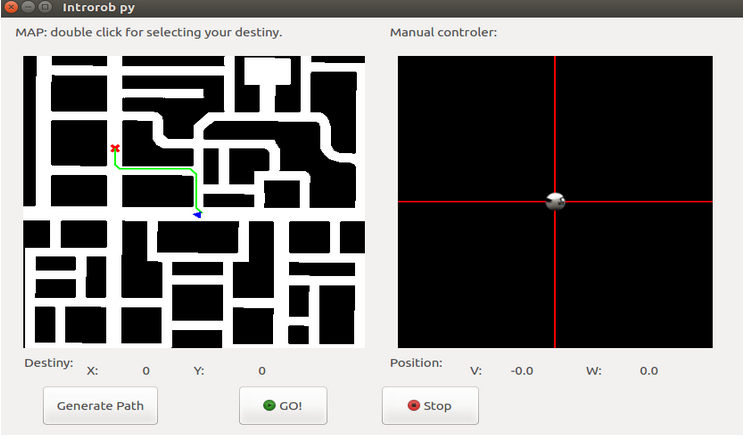 Introrob py
MAP: double click for selecting your destiny.
Manual controler:
Destiny:
X: 0 Y: 0
Position:
V: -0.0 W: 0.0
Generate Path
GO!
Stop